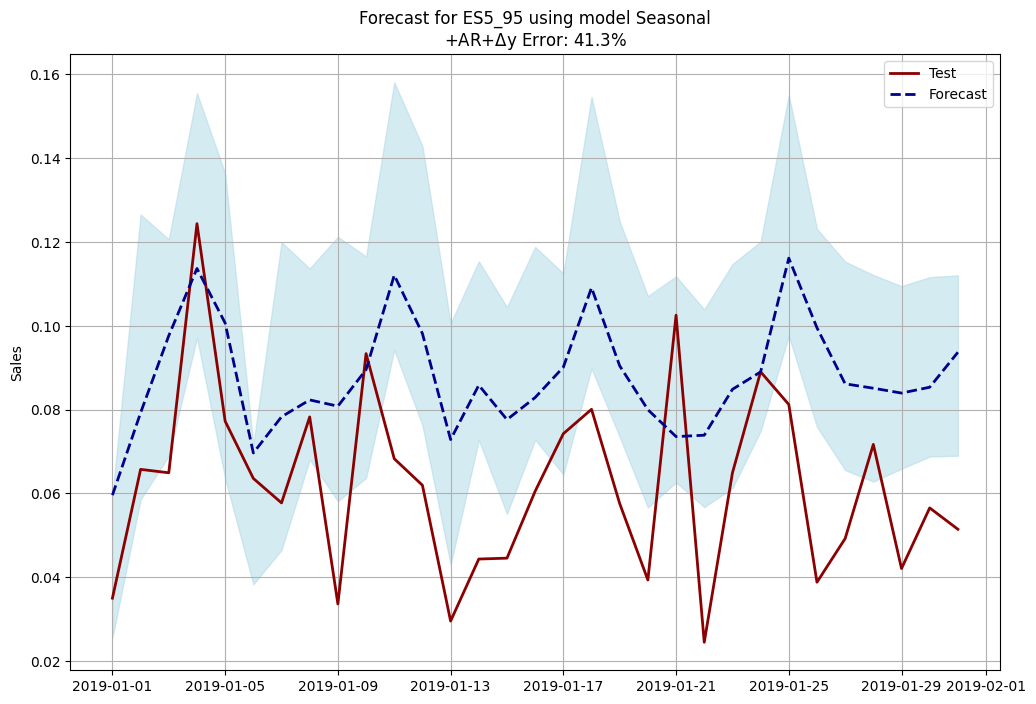 Forecast for ES5_95 using model Seasonal
+AR+Δy Error: 41.3%
Test
Forecast
Sales
0.16
0.14
0.12
0.10
0.08
0.06
0.04
0.02
2019-01-01 2019-01-05 2019-01-09 2019-01-13 2019-01-17 2019-01-21 2019-01-25 2019-01-29 2019-02-01